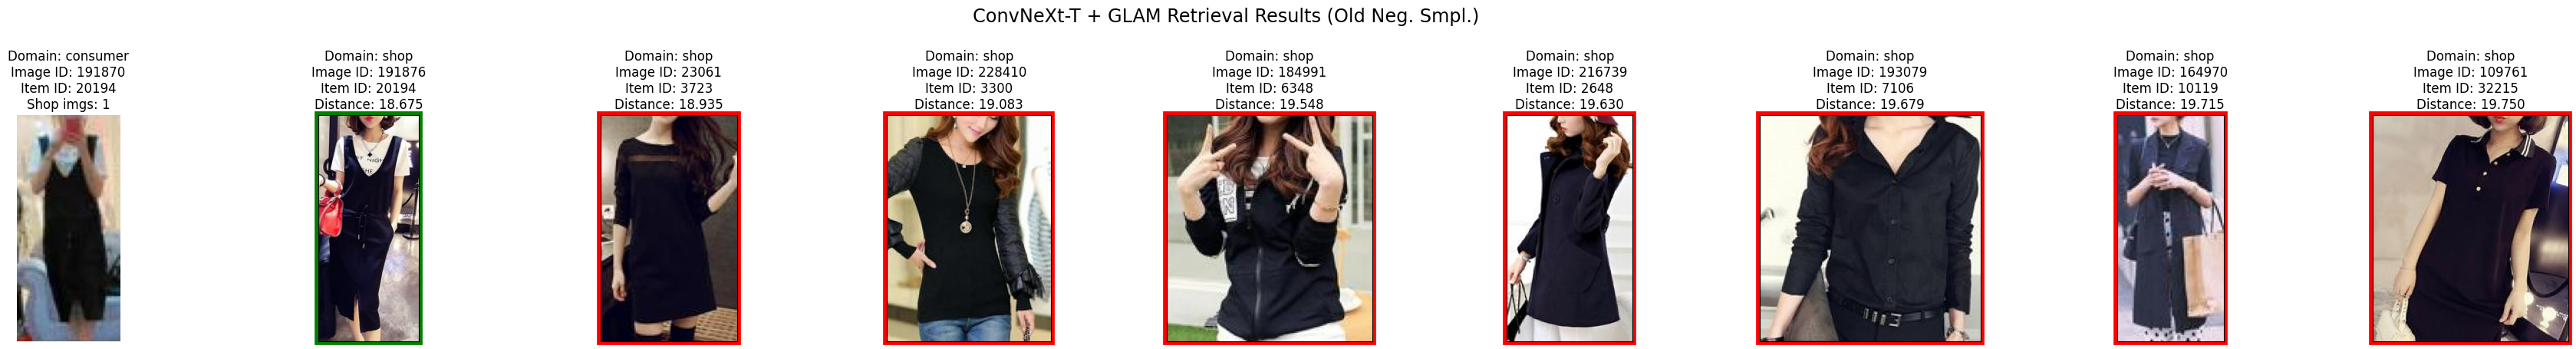 ConvNeXt-T + GLAM Retrieval Results (Old Neg. Smpl.)
Domain: consumer
Image ID: 191870
Item ID: 20194
Shop imgs: 1
Domain: shop
Image ID: 191876
Item ID: 20194
Distance: 18.675
Domain: shop
Image ID: 23061
Item ID: 3723
Distance: 18.935
Domain: shop
Image ID: 228410
Item ID: 3300
Distance: 19.083
Domain: shop
Image ID: 184991
Item ID: 6348
Distance: 19.548
Domain: shop
Image ID: 216739
Item ID: 2648
Distance: 19.630
Domain: shop
Image ID: 193079
Item ID: 7106
Distance: 19.679
Domain: shop
Image ID: 164970
Item ID: 10119
Distance: 19.715
Domain: shop
Image ID: 109761
Item ID: 32215
Distance: 19.750